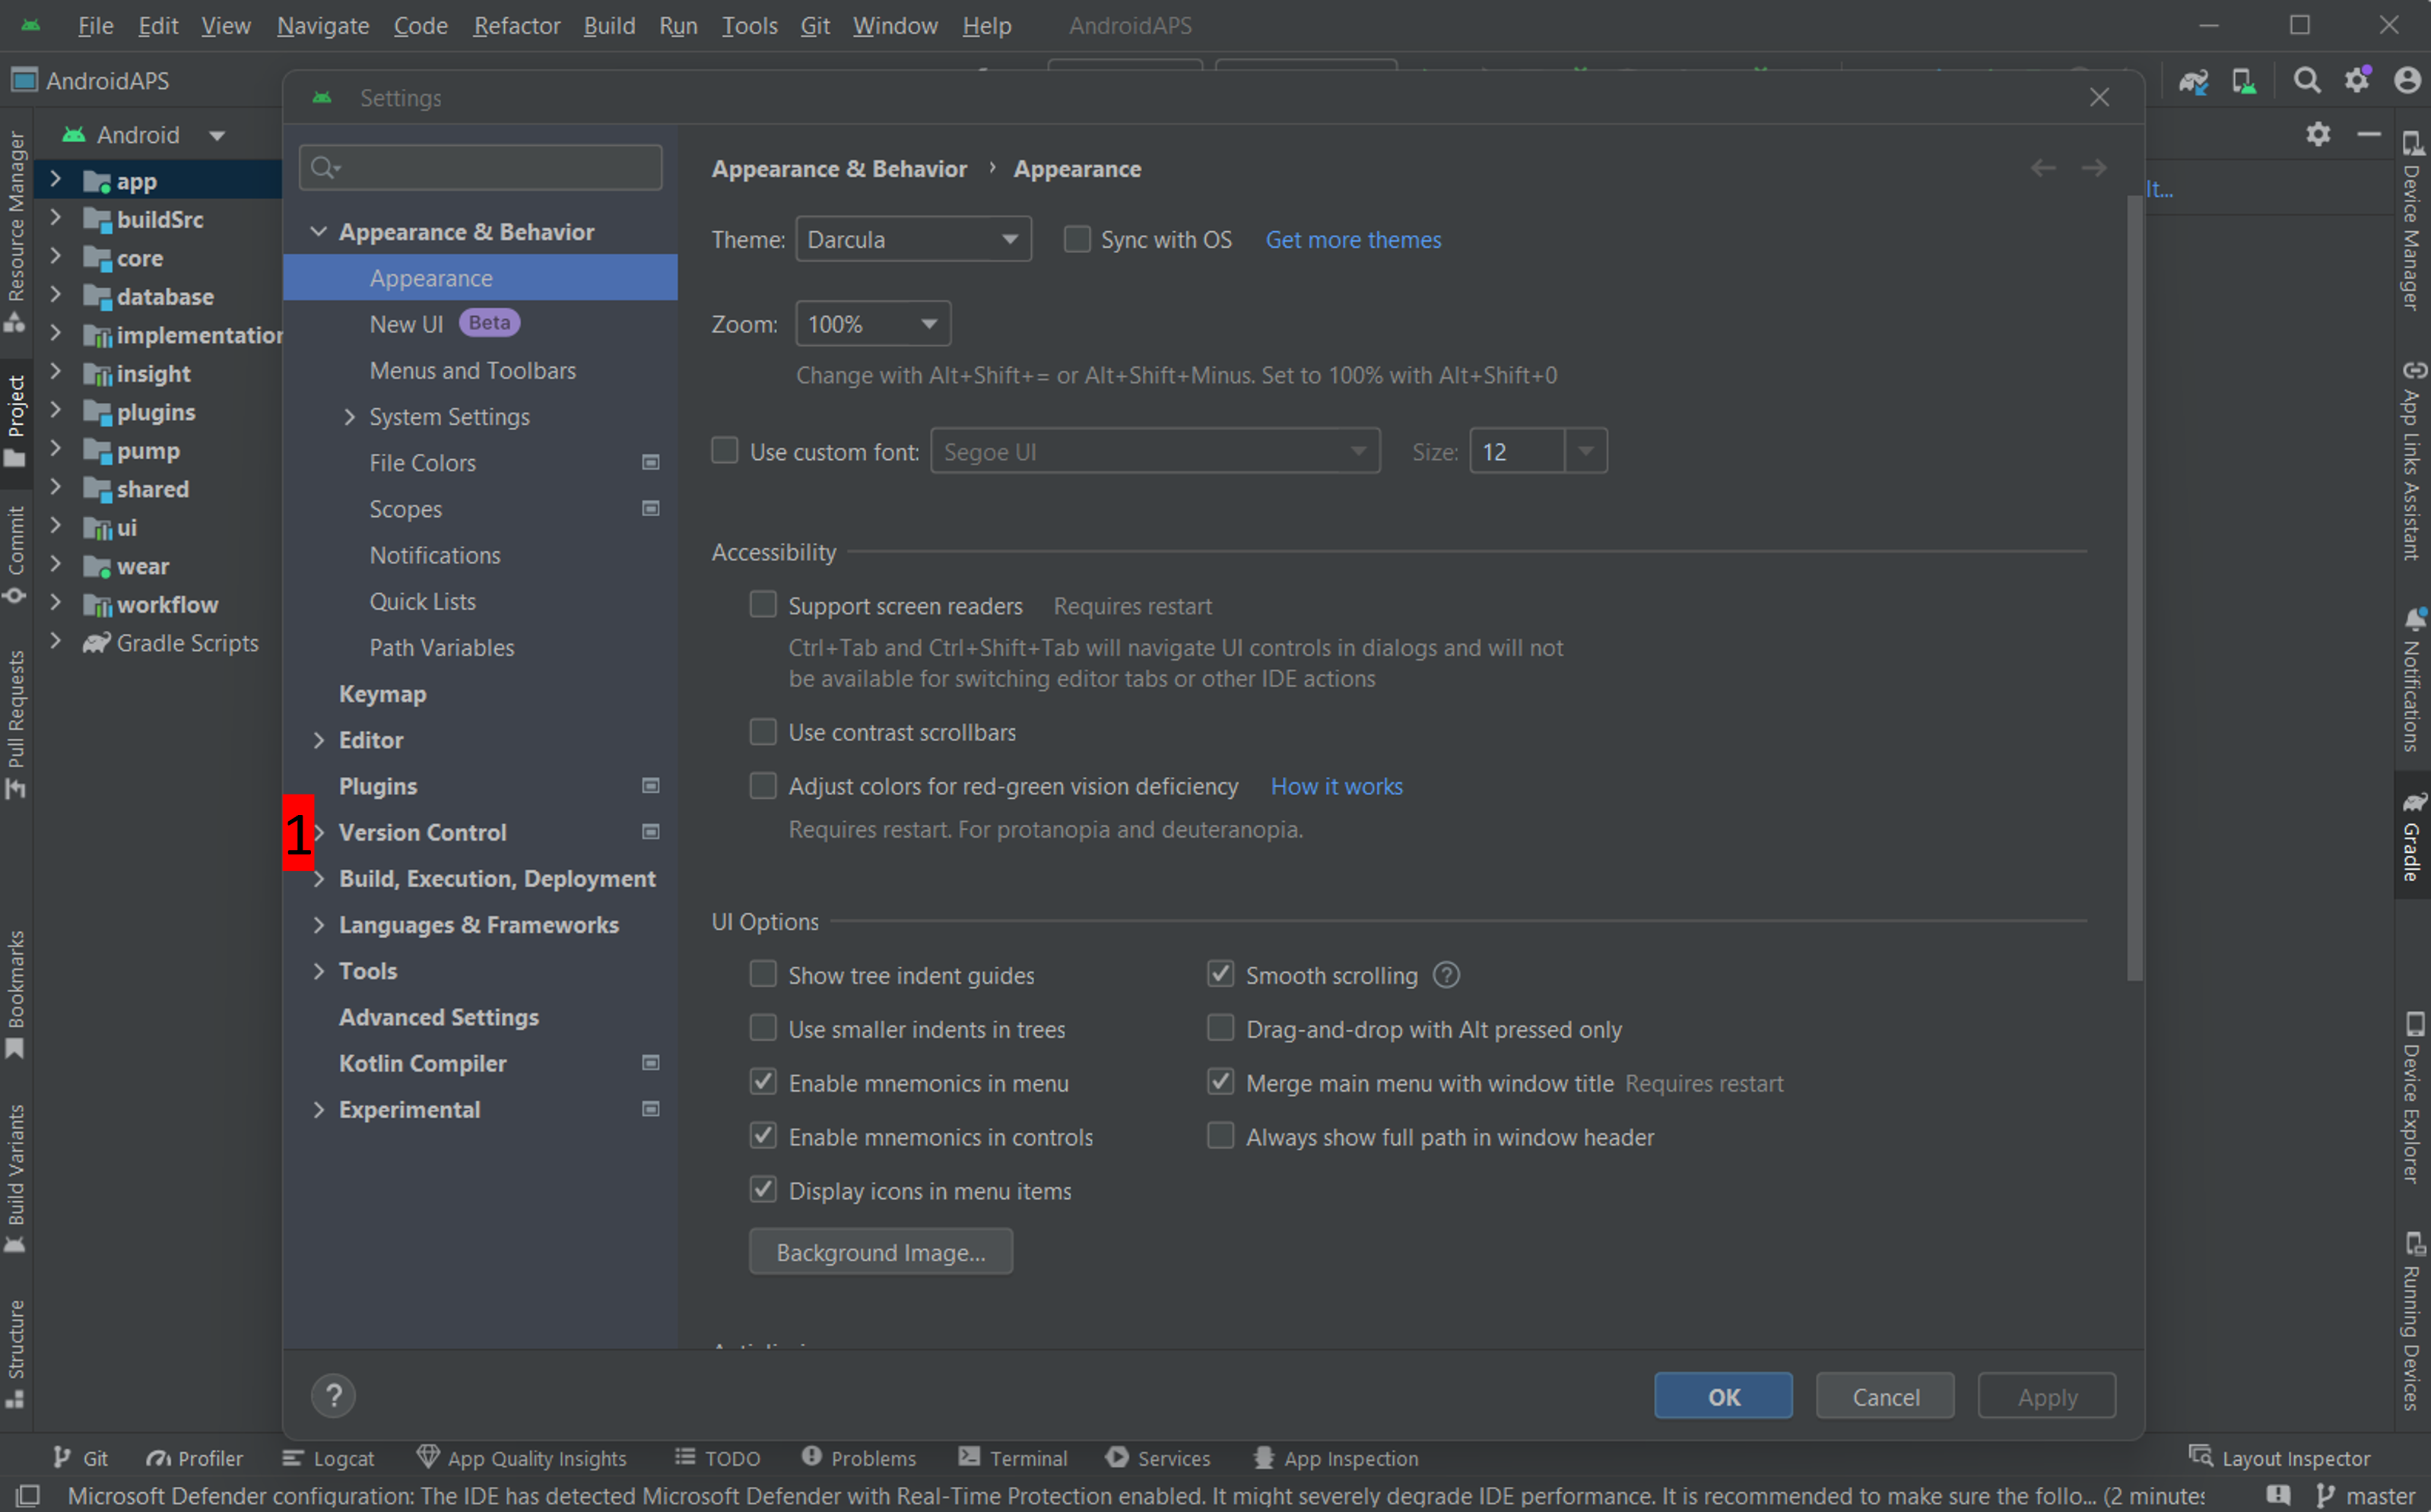 File Edit View Navigate Code Refactor Build Run Tools Git Window Help AndroidAPS
AndroidAPS
Android
app
buildSrc
core
database
implementation
insight
plugins
pump
shared
ui
wear
workflow
Gradle Scripts
Resource Manager
Project
Commit
Pull Requests
Bookmarks
Build Variants
Structure
Settings
Appearance & Behavior
Appearance
New UI Beta
Menus and Toolbars
System Settings
File Colors
Scopes
Notifications
Quick Lists
Path Variables
Keymap
Editor
Plugins
1 Version Control
Build, Execution, Deployment
Languages & Frameworks
Tools
Advanced Settings
Kotlin Compiler
Experimental
Appearance & Behavior › Appearance
Theme: Darcula Sync with OS Get more themes
Zoom: 100%
Change with Alt+Shift+= or Alt+Shift+Minus. Set to 100% with Alt+Shift+0
Use custom font: Segoe UI Size: 12
Accessibility
Support screen readers Requires restart
Ctrl+Tab and Ctrl+Shift+Tab will navigate UI controls in dialogs and will not
be available for switching editor tabs or other IDE actions
Use contrast scrollbars
Adjust colors for red-green vision deficiency How it works
Requires restart. For protanopia and deuteranopia.
UI Options
Show tree indent guides Smooth scrolling ?
Use smaller indents in trees Drag-and-drop with Alt pressed only
Enable mnemonics in menu Merge main menu with window title Requires restart
Enable mnemonics in controls Always show full path in window header
Display icons in menu items
Background Image...
? OK Cancel Apply
lt...
Device Manager
App Links Assistant
Notifications
Gradle
Device Explorer
Running Devices
Git Profiler Logcat App Quality Insights TODO Problems Terminal Services App Inspection Layout Inspector
Microsoft Defender configuration: The IDE has detected Microsoft Defender with Real-Time Protection enabled. It might severely degrade IDE performance. It is recommended to make sure the follo... (2 minutes master